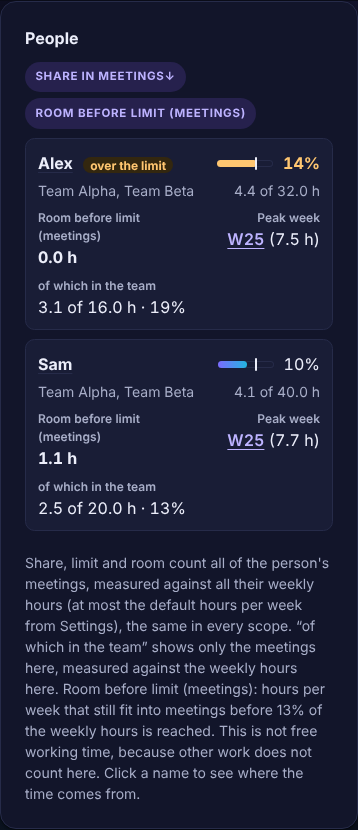 People
SHARE IN MEETINGS↓
ROOM BEFORE LIMIT (MEETINGS)
Alex over the limit 14%
Team Alpha, Team Beta 4.4 of 32.0 h
Room before limit Peak week
(meetings) W25 (7.5 h)
0.0 h
of which in the team
3.1 of 16.0 h · 19%
Sam 10%
Team Alpha, Team Beta 4.1 of 40.0 h
Room before limit Peak week
(meetings) W25 (7.7 h)
1.1 h
of which in the team
2.5 of 20.0 h · 13%
Share, limit and room count all of the person's
meetings, measured against all their weekly
hours (at most the default hours per week
from Settings), the same in every scope. “of
which in the team” shows only the meetings
here, measured against the weekly hours
here. Room before limit (meetings): hours per
week that still fit into meetings before 13% of
the weekly hours is reached. This is not free
working time, because other work does not
count here. Click a name to see where the
time comes from.